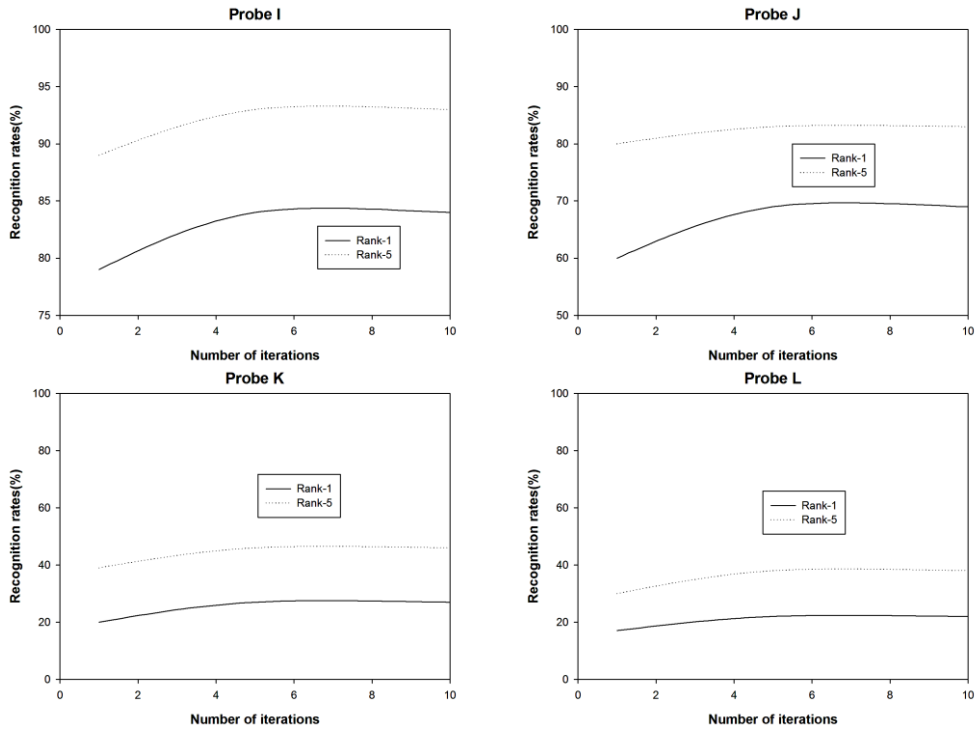 Probe I
Probe J
100
95
90
85
80
75
Recognition rates(%)
Rank-1
Rank-5
0 2 4 6 8 10
Number of iterations
100
90
80
70
60
50
Recognition rates(%)
Rank-1
Rank-5
0 2 4 6 8 10
Number of iterations
Probe K
Probe L
100
80
60
40
20
0
Recognition rates(%)
Rank-1
Rank-5
0 2 4 6 8 10
Number of iterations
100
80
60
40
20
0
Recognition rates(%)
Rank-1
Rank-5
0 2 4 6 8 10
Number of iterations